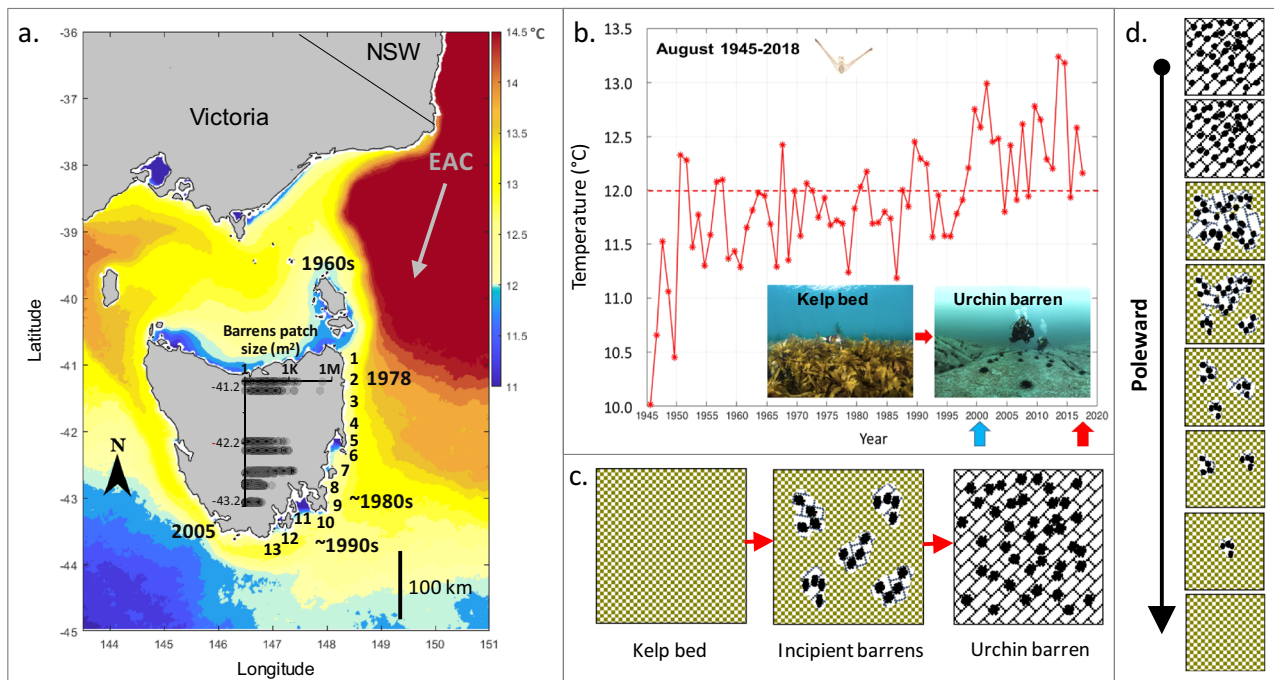 a.
-36
-37
-38
-39
-40
-41
-42
-43
-44
-45
Latitude
144
145
146
147
148
149
150
151
Longitude
NSW
Victoria
EAC
1960s
Barrens patch
size (m²)
1
1K
1M
-41.2
-42.2
-43.2
1
2
1978
3
4
5
6
7
8
9
~1980s
10
11
12
13
~1990s
2005
N
100 km
14.5 °C
14
13.5
13
12.5
12
11.5
11
b.
August 1945-2018
13.5
13.0
12.5
12.0
11.5
11.0
10.5
10.0
Temperature (°C)
Kelp bed
Urchin barren
1945
1950
1955
1960
1965
1970
1975
1980
1985
1990
1995
2000
2005
2010
2015
2020
Year
c.
Kelp bed
Incipient barrens
Urchin barren
d.
Poleward